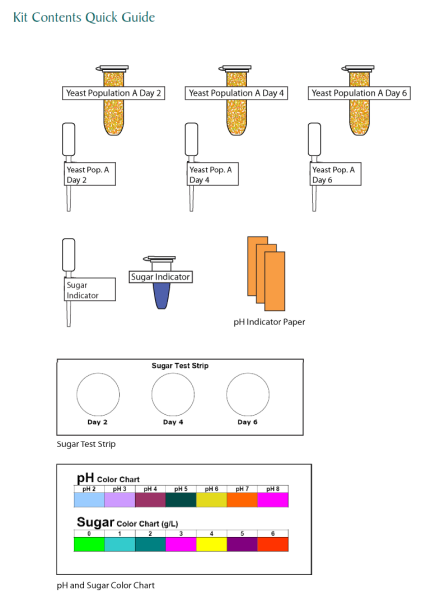 Kit Contents Quick Guide
Yeast Population A Day 2
Yeast Population A Day 4
Yeast Population A Day 6
Yeast Pop. A
Day 2
Yeast Pop. A
Day 4
Yeast Pop. A
Day 6
Sugar
Indicator
Sugar Indicator
pH Indicator Paper
Sugar Test Strip
Day 2 Day 4 Day 6
Sugar Test Strip
pH Color Chart
pH 2 pH 3 pH 4 pH 5 pH 6 pH 7 pH 8
Sugar Color Chart (g/L)
0 1 2 3 4 5 6
pH and Sugar Color Chart